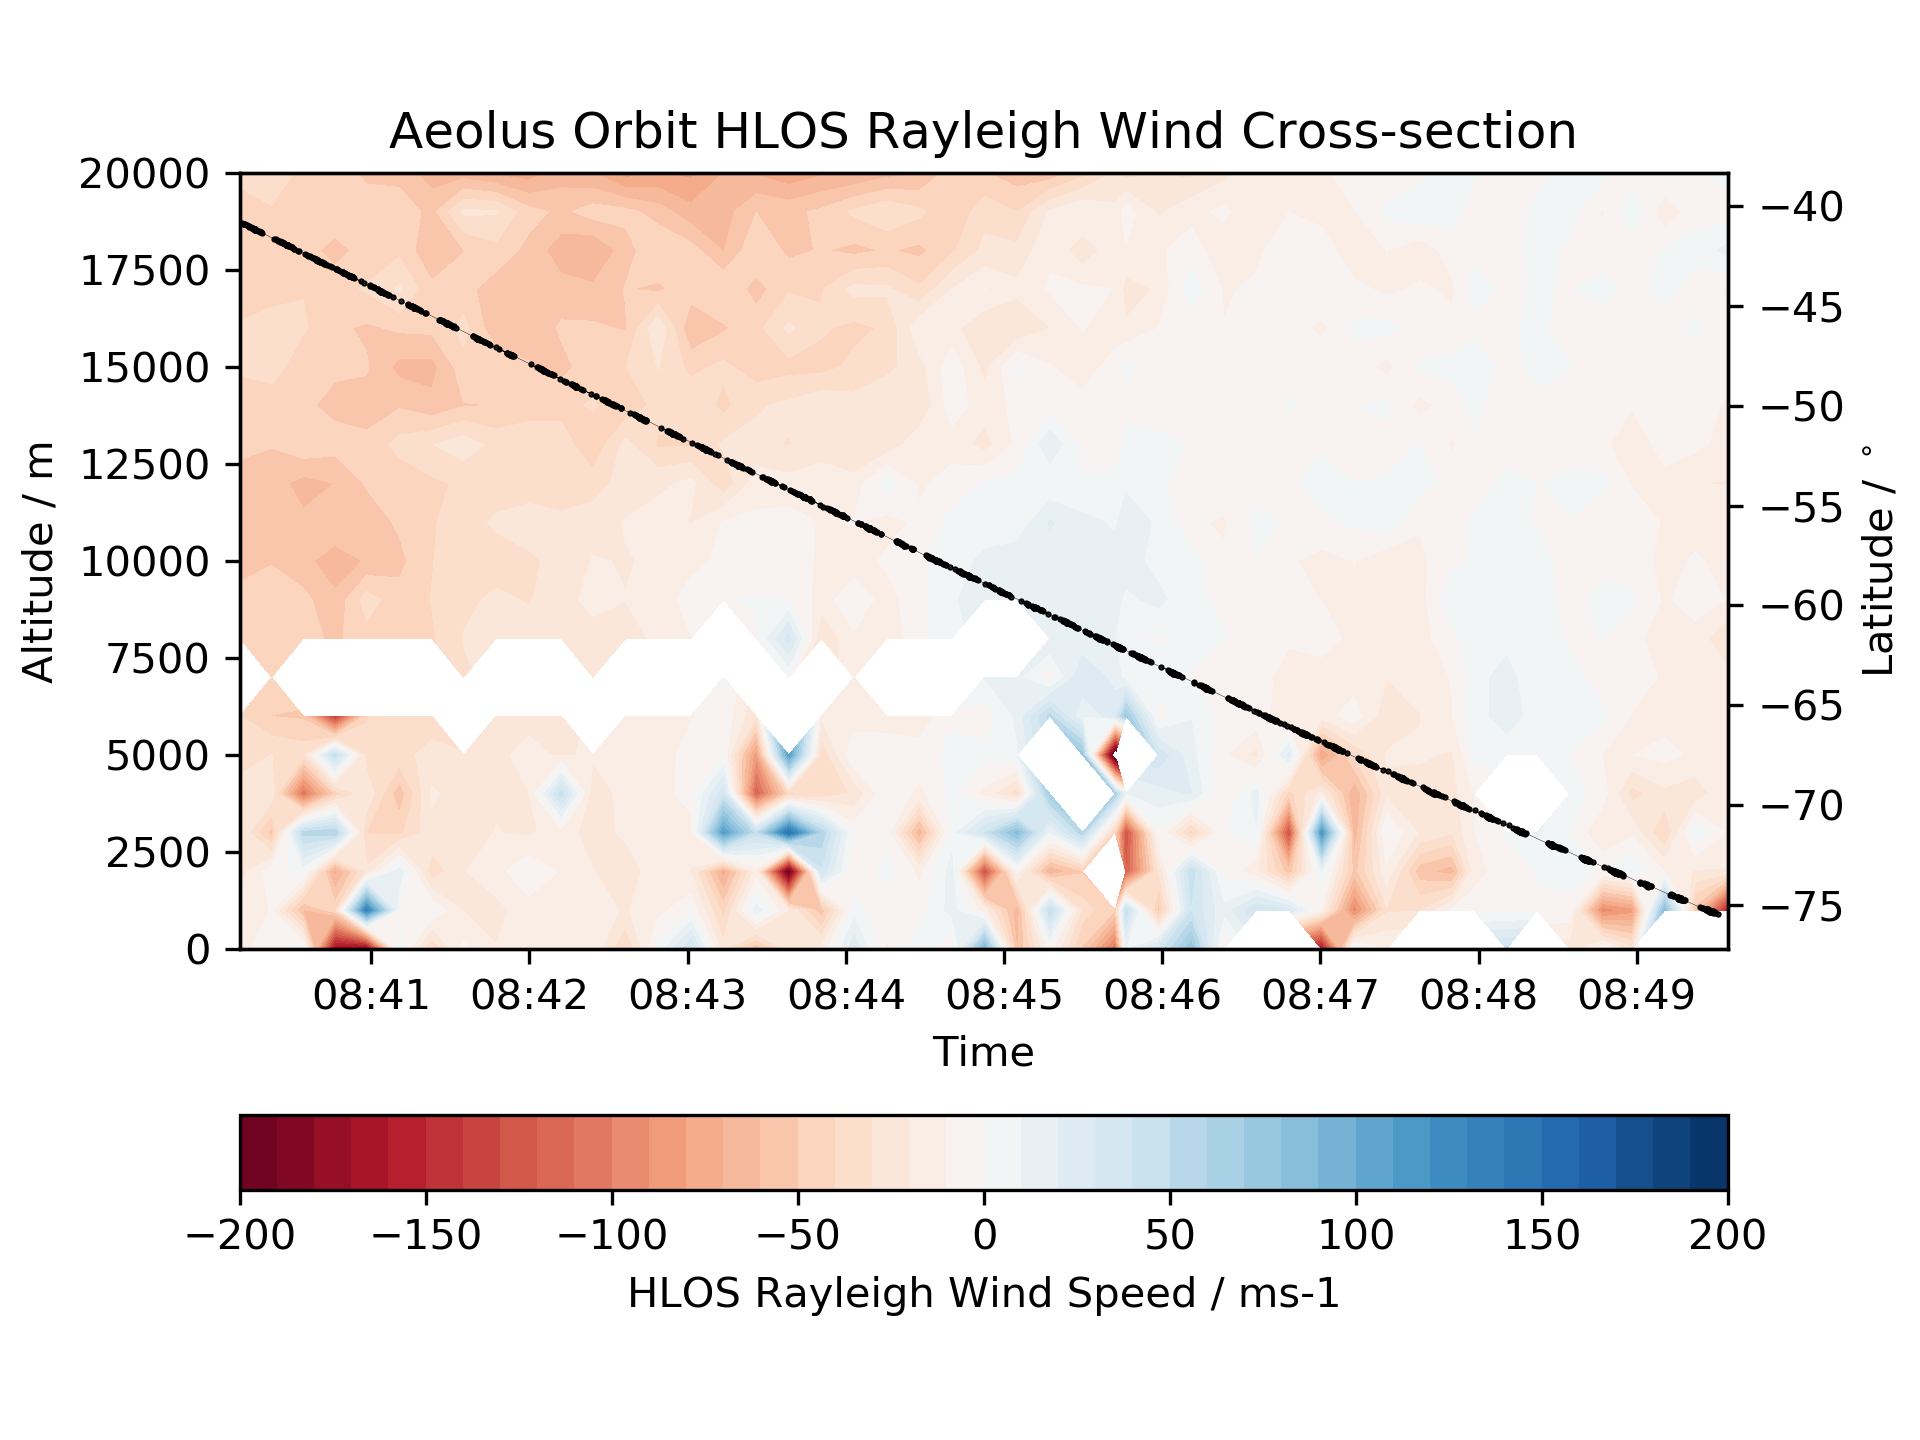 Aeolus Orbit HLOS Rayleigh Wind Cross-section
20000
17500
15000
12500
10000
7500
5000
2500
0
Altitude / m
−40
−45
−50
−55
−60
−65
−70
−75
Latitude / °
08:41 08:42 08:43 08:44 08:45 08:46 08:47 08:48 08:49
Time
−200 −150 −100 −50 0 50 100 150 200
HLOS Rayleigh Wind Speed / ms-1